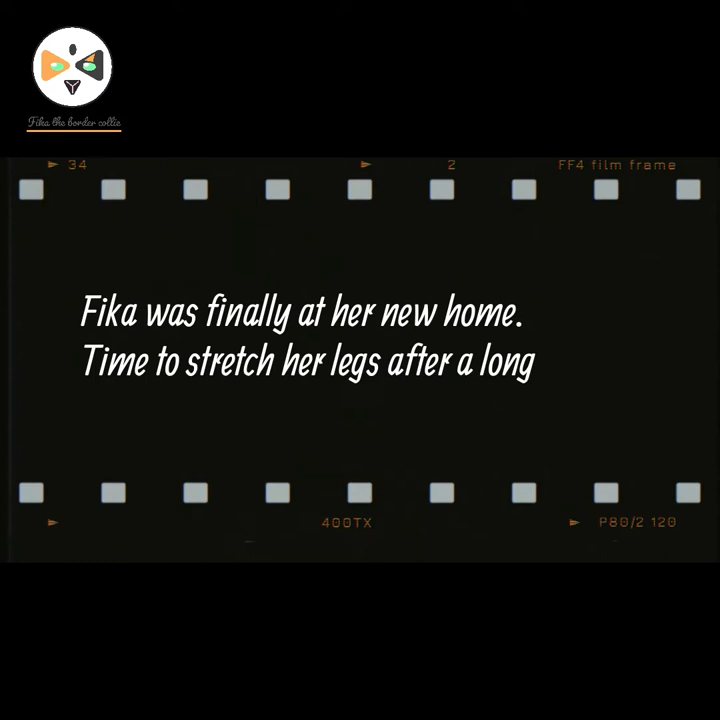 Fika the border collie
34
2
FF4 film frame
Fika was finally at her new home.
Time to stretch her legs after a long
400TX
P80/2 120